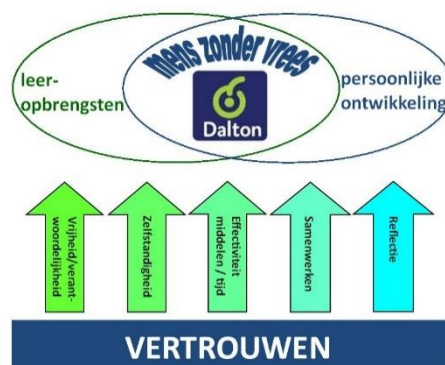 mens zonder vrees
leer-
opbrengsten
persoonlijke
ontwikkeling
Dalton
Vrijheid/verant-
woordelijkheid
Zelfstandigheid
Effectiviteit
middelen / tijd
Samenwerken
Reflectie
VERTROUWEN